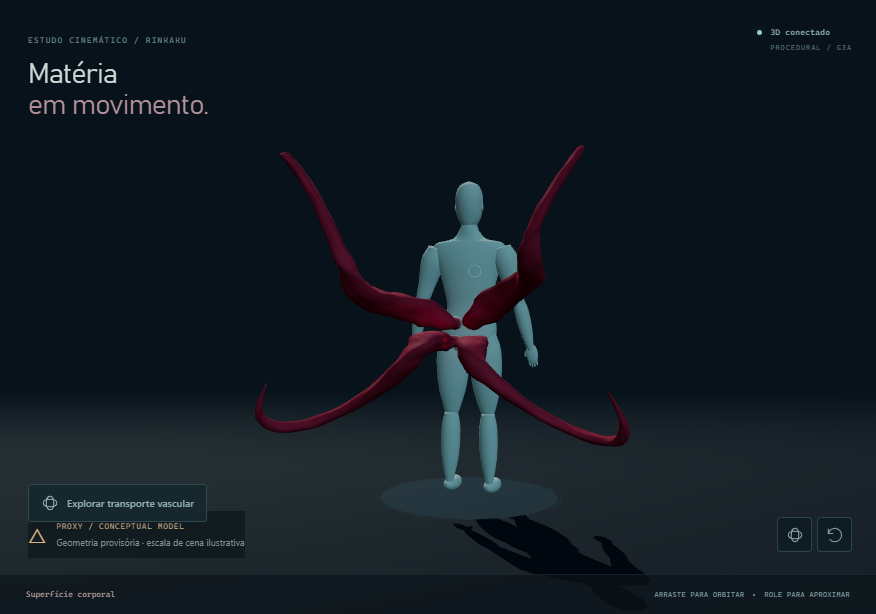 ESTUDO CINEMÁTICO / RINKAKU
Matéria
em movimento.
3D conectado
PROCEDURAL / G3A
Explorar transporte vascular
PROXY / CONCEPTUAL MODEL
Geometria provisória · escala de cena ilustrativa
Superfície corporal
ARRASTE PARA ORBITAR • ROLE PARA APROXIMAR